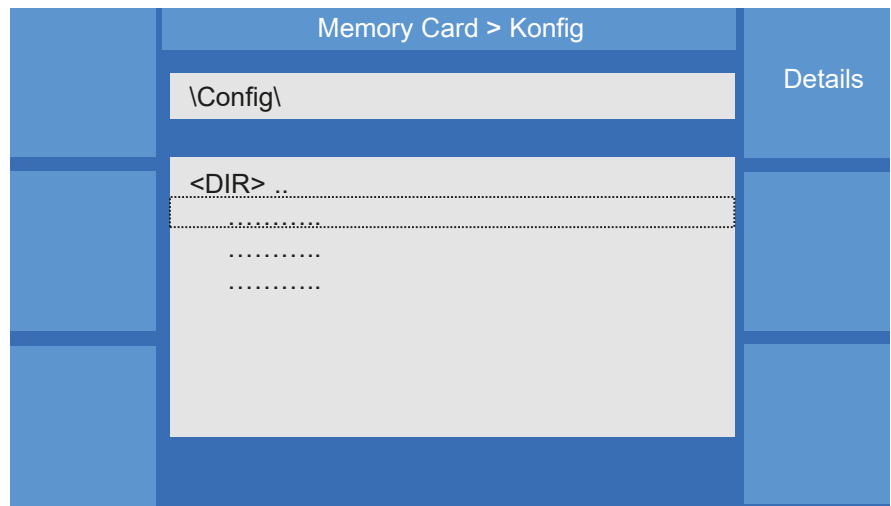 Memory Card > Konfig
Details
\Config\
<DIR> ..
...........
...........
...........